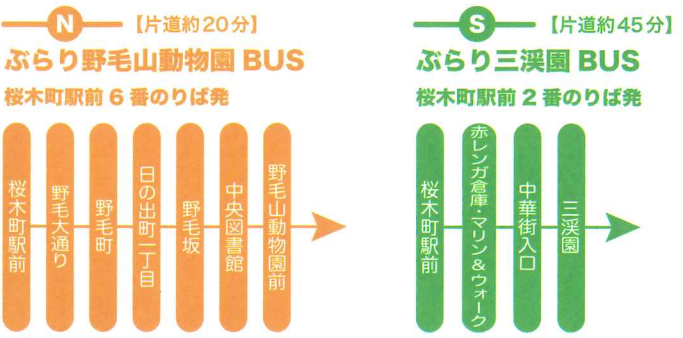 N
【片道約20分】
ぶらり野毛山動物園 BUS
桜木町駅前 6 番のりば発
桜木町駅前
野毛大通り
野毛町
日の出町一丁目
野毛坂
中央図書館
野毛山動物園前
S
【片道約45分】
ぶらり三渓園 BUS
桜木町駅前 2 番のりば発
桜木町駅前
赤レンガ倉庫・マリン&ウォーク
中華街入口
三渓園